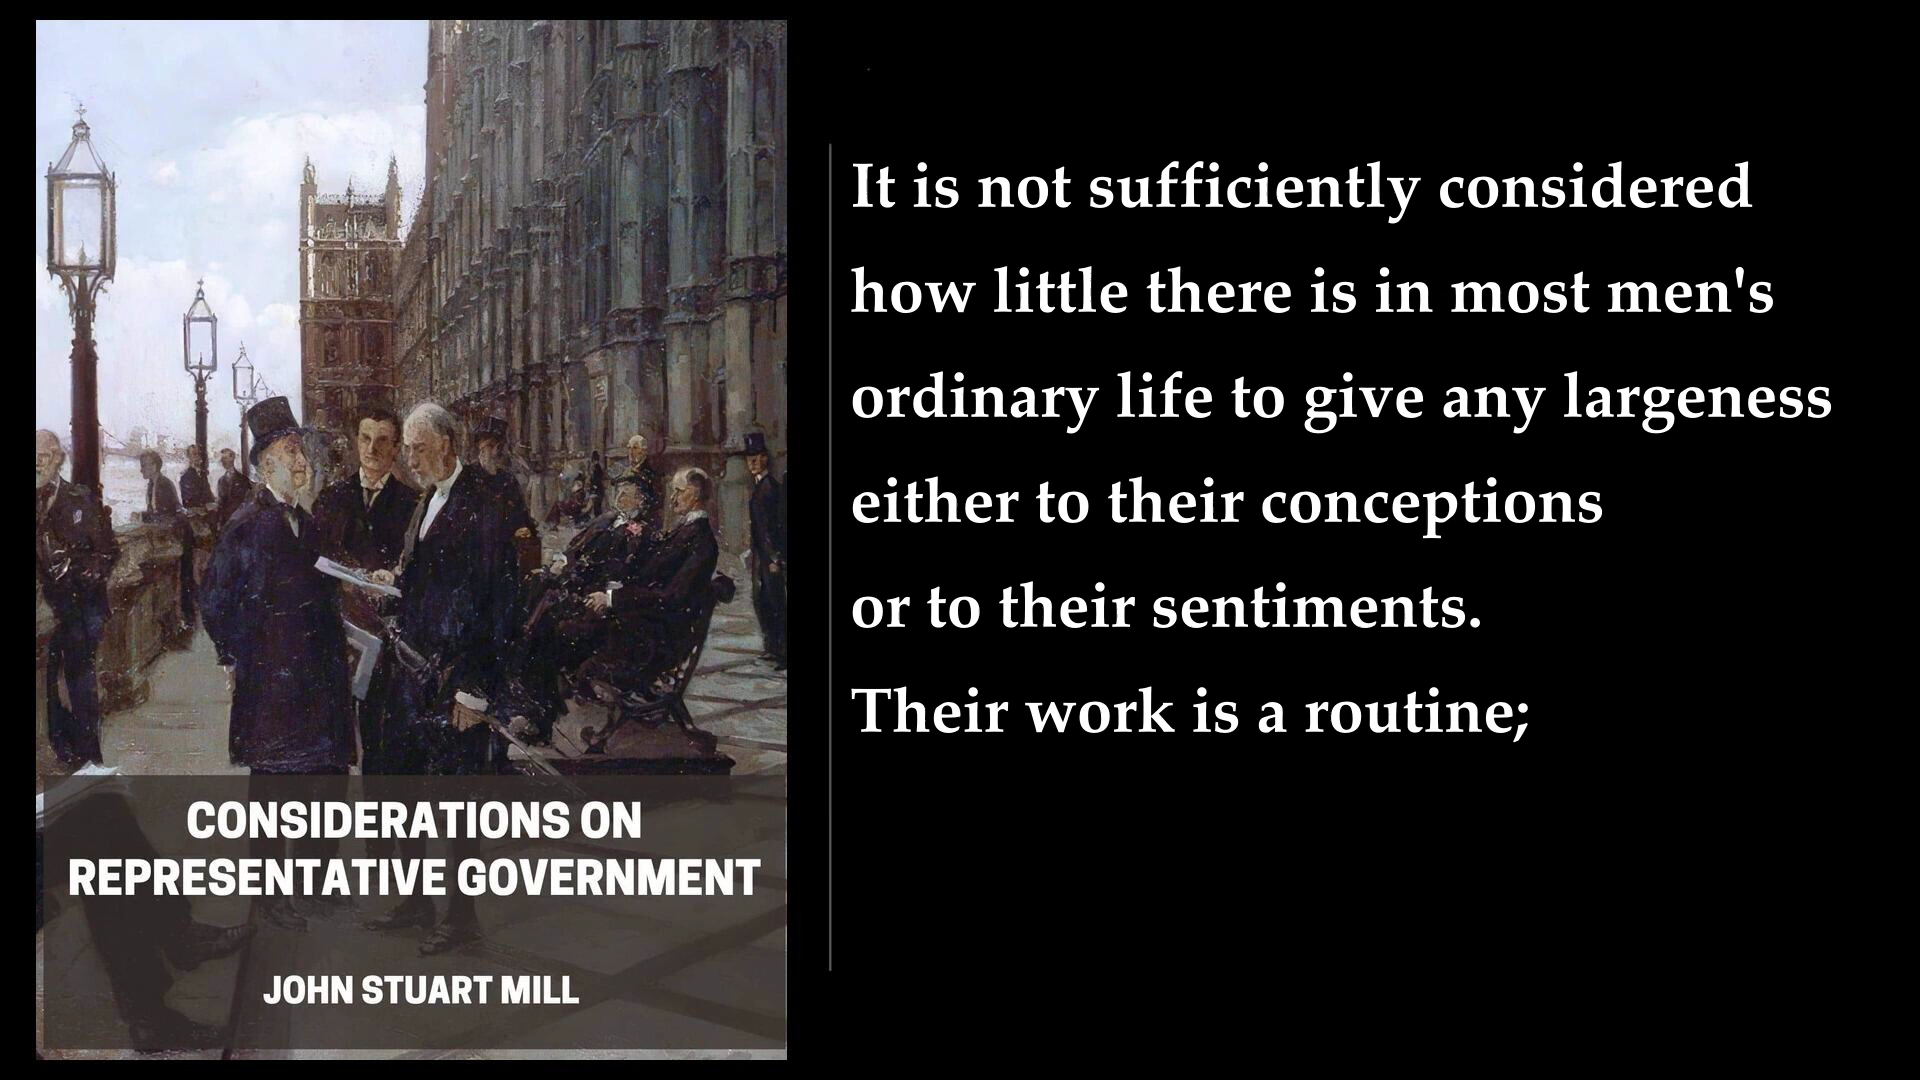 CONSIDERATIONS ON
REPRESENTATIVE GOVERNMENT
JOHN STUART MILL
It is not sufficiently considered
how little there is in most men's
ordinary life to give any largeness
either to their conceptions
or to their sentiments.
Their work is a routine;